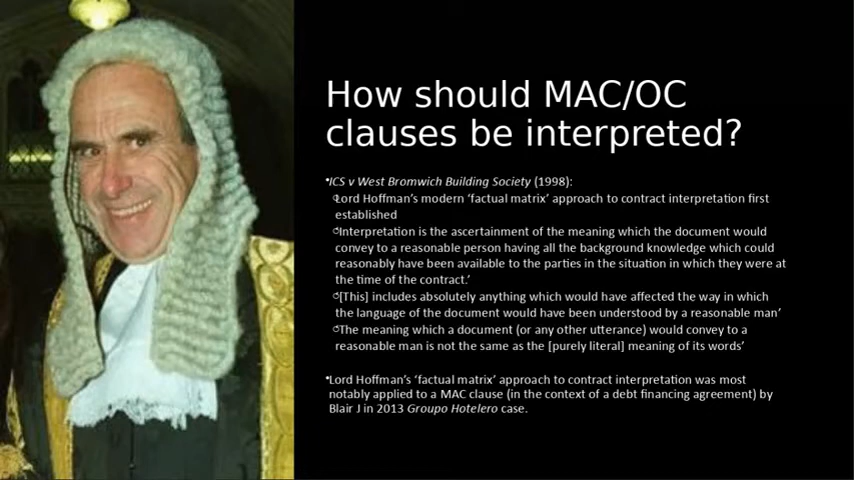 How should MAC/OC
clauses be interpreted?
•ICS v West Bromwich Building Society (1998):
Lord Hoffman's modern 'factual matrix' approach to contract interpretation first
established
'Interpretation is the ascertainment of the meaning which the document would
convey to a reasonable person having all the background knowledge which could
reasonably have been available to the parties in the situation in which they were at
the time of the contract.'
'[This] includes absolutely anything which would have affected the way in which
the language of the document would have been understood by a reasonable man'
'The meaning which a document (or any other utterance) would convey to a
reasonable man is not the same as the [purely literal] meaning of its words'
•Lord Hoffman's 'factual matrix' approach to contract interpretation was most
notably applied to a MAC clause (in the context of a debt financing agreement) by
Blair J in 2013 Groupo Hotelero case.